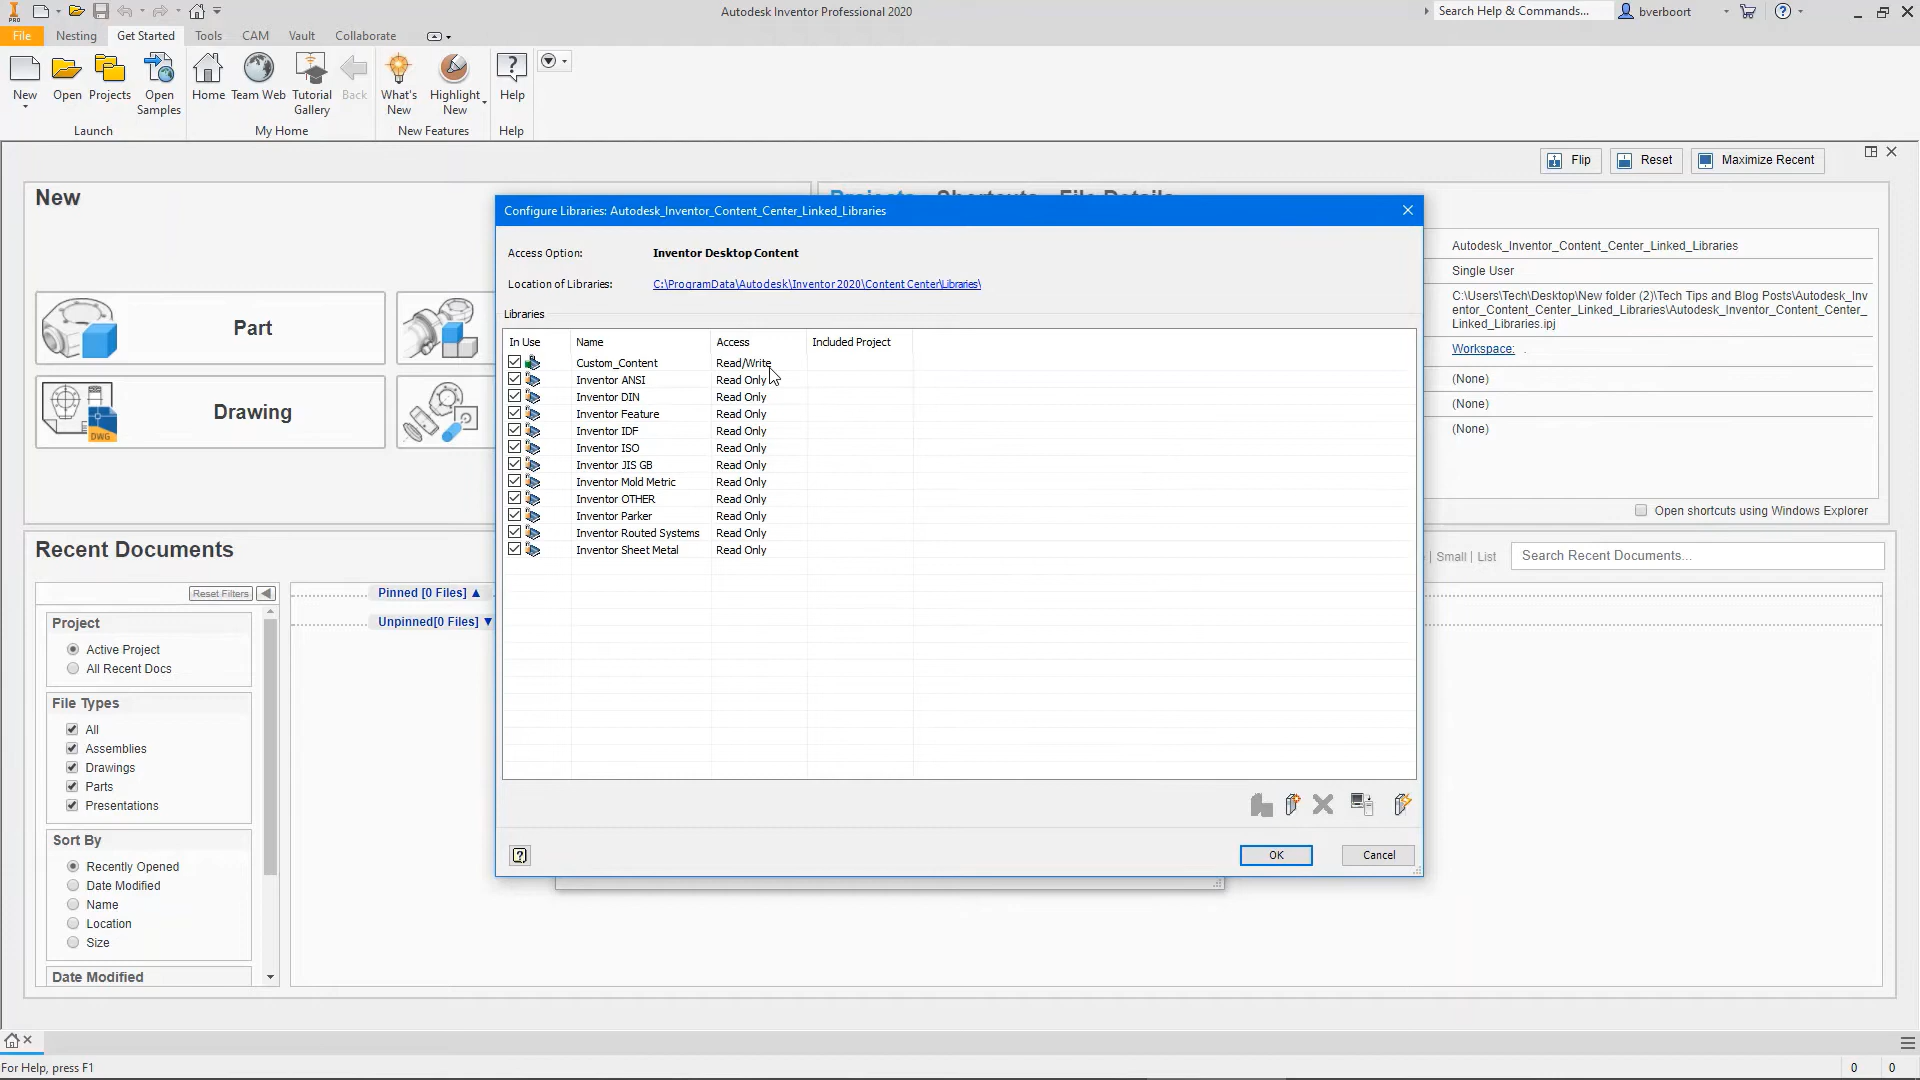 PRO
Autodesk Inventor Professional 2020
Search Help & Commands...
bverboort
File Nesting Get Started Tools CAM Vault Collaborate
New Open Projects Open Samples
Home Team Web Tutorial Gallery Back
What's New Highlight New
Help
Launch My Home New Features Help
Flip Reset Maximize Recent
New
Projects Shortcuts File Details
Part
Drawing
DWG
Configure Libraries: Autodesk_Inventor_Content_Center_Linked_Libraries
Access Option: Inventor Desktop Content
Location of Libraries: C:\ProgramData\Autodesk\Inventor 2020\Content Center\Libraries\
Libraries
In Use Name Access Included Project
Custom_Content Read/Write
Inventor ANSI Read Only
Inventor DIN Read Only
Inventor Feature Read Only
Inventor IDF Read Only
Inventor ISO Read Only
Inventor JIS GB Read Only
Inventor Mold Metric Read Only
Inventor OTHER Read Only
Inventor Parker Read Only
Inventor Routed Systems Read Only
Inventor Sheet Metal Read Only
OK Cancel
Autodesk_Inventor_Content_Center_Linked_Libraries
Single User
C:\Users\Tech\Desktop\New folder (2)\Tech Tips and Blog Posts\Autodesk_Inv
entor_Content_Center_Linked_Libraries\Autodesk_Inventor_Content_Center_
Linked_Libraries.ipj
Workspace: .
(None)
(None)
(None)
Open shortcuts using Windows Explorer
Recent Documents
| Small | List
Search Recent Documents...
Reset Filters
Pinned [0 Files] ▲
Unpinned[0 Files] ▼
Project
Active Project
All Recent Docs
File Types
All
Assemblies
Drawings
Parts
Presentations
Sort By
Recently Opened
Date Modified
Name
Location
Size
Date Modified
For Help, press F1
0 0